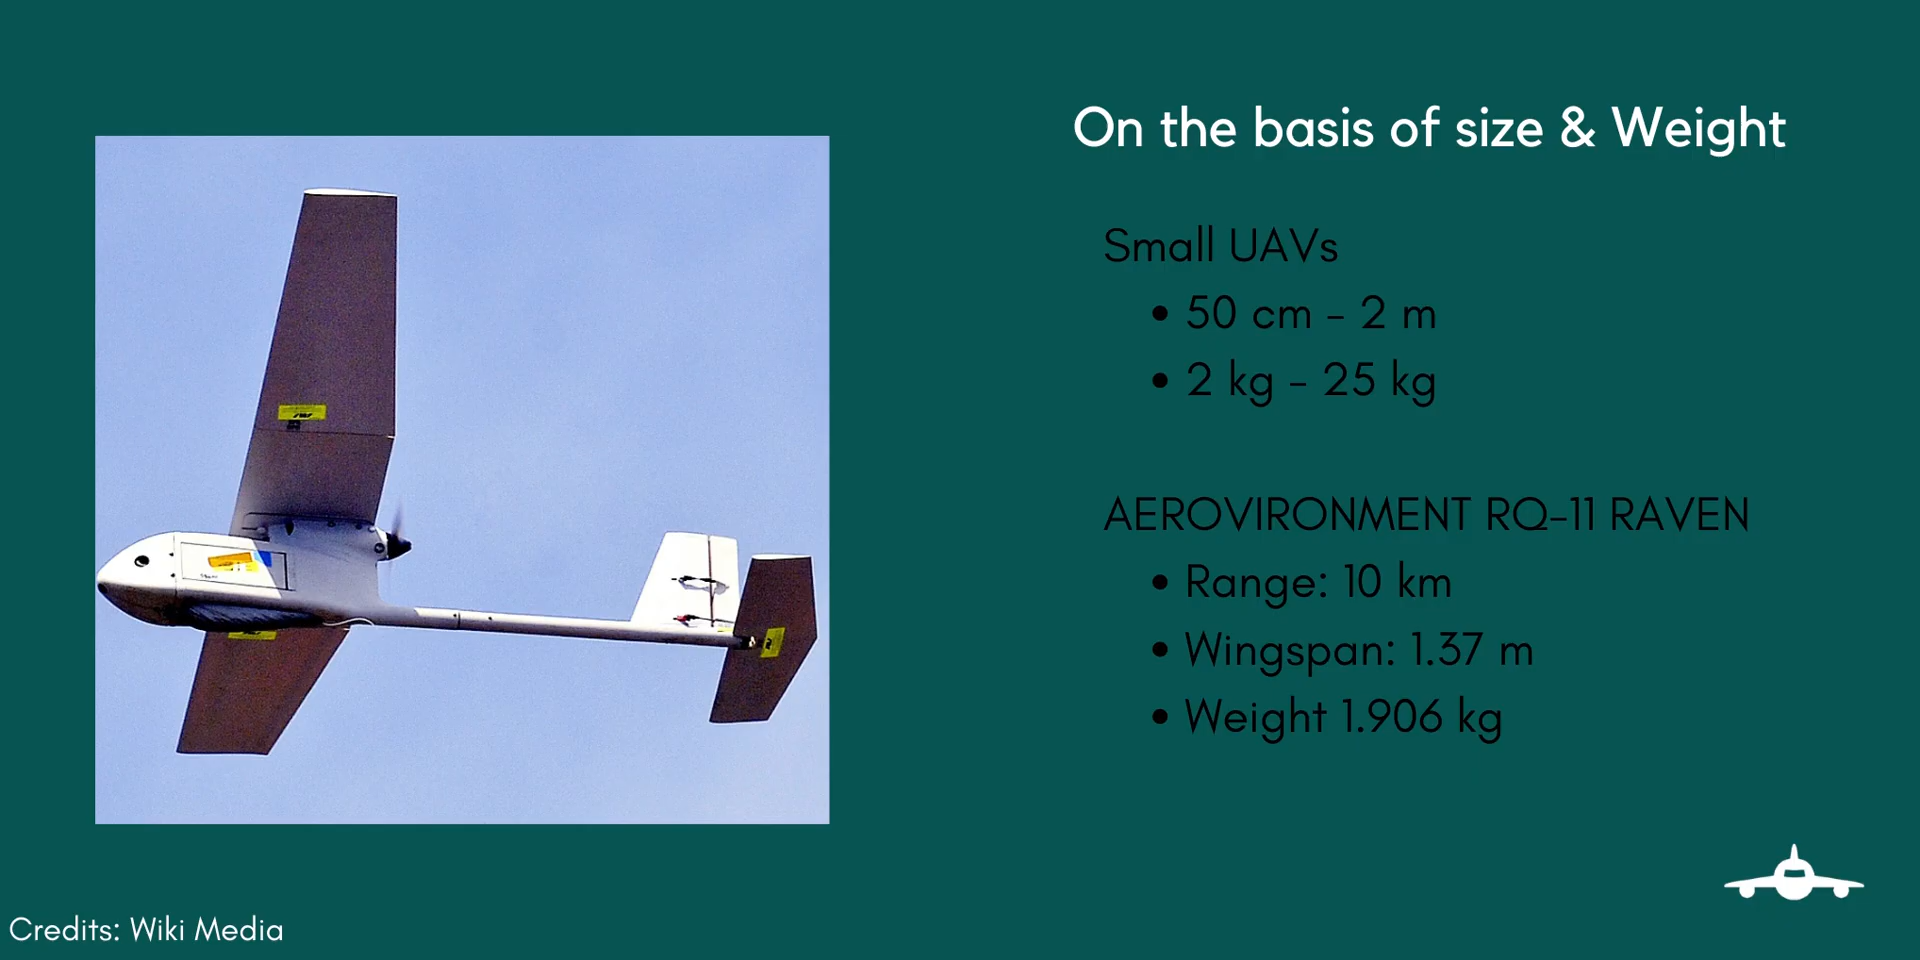 On the basis of size & Weight
Small UAVs
• 50 cm - 2 m
• 2 kg - 25 kg
AEROVIRONMENT RQ-11 RAVEN
• Range: 10 km
• Wingspan: 1.37 m
• Weight 1.906 kg
Credits: Wiki Media